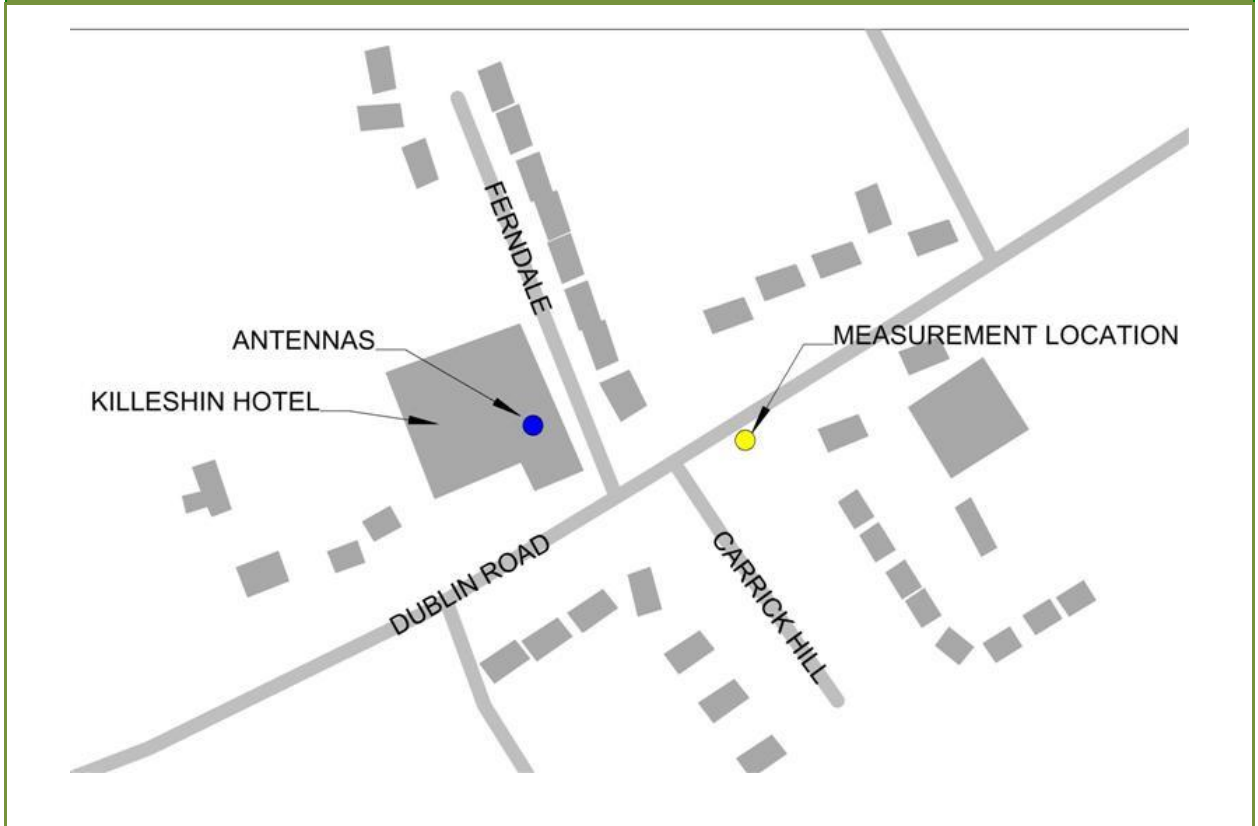 FERNDALE
ANTENNAS
MEASUREMENT LOCATION
KILLESHIN HOTEL
DUBLIN ROAD
CARRICK HILL